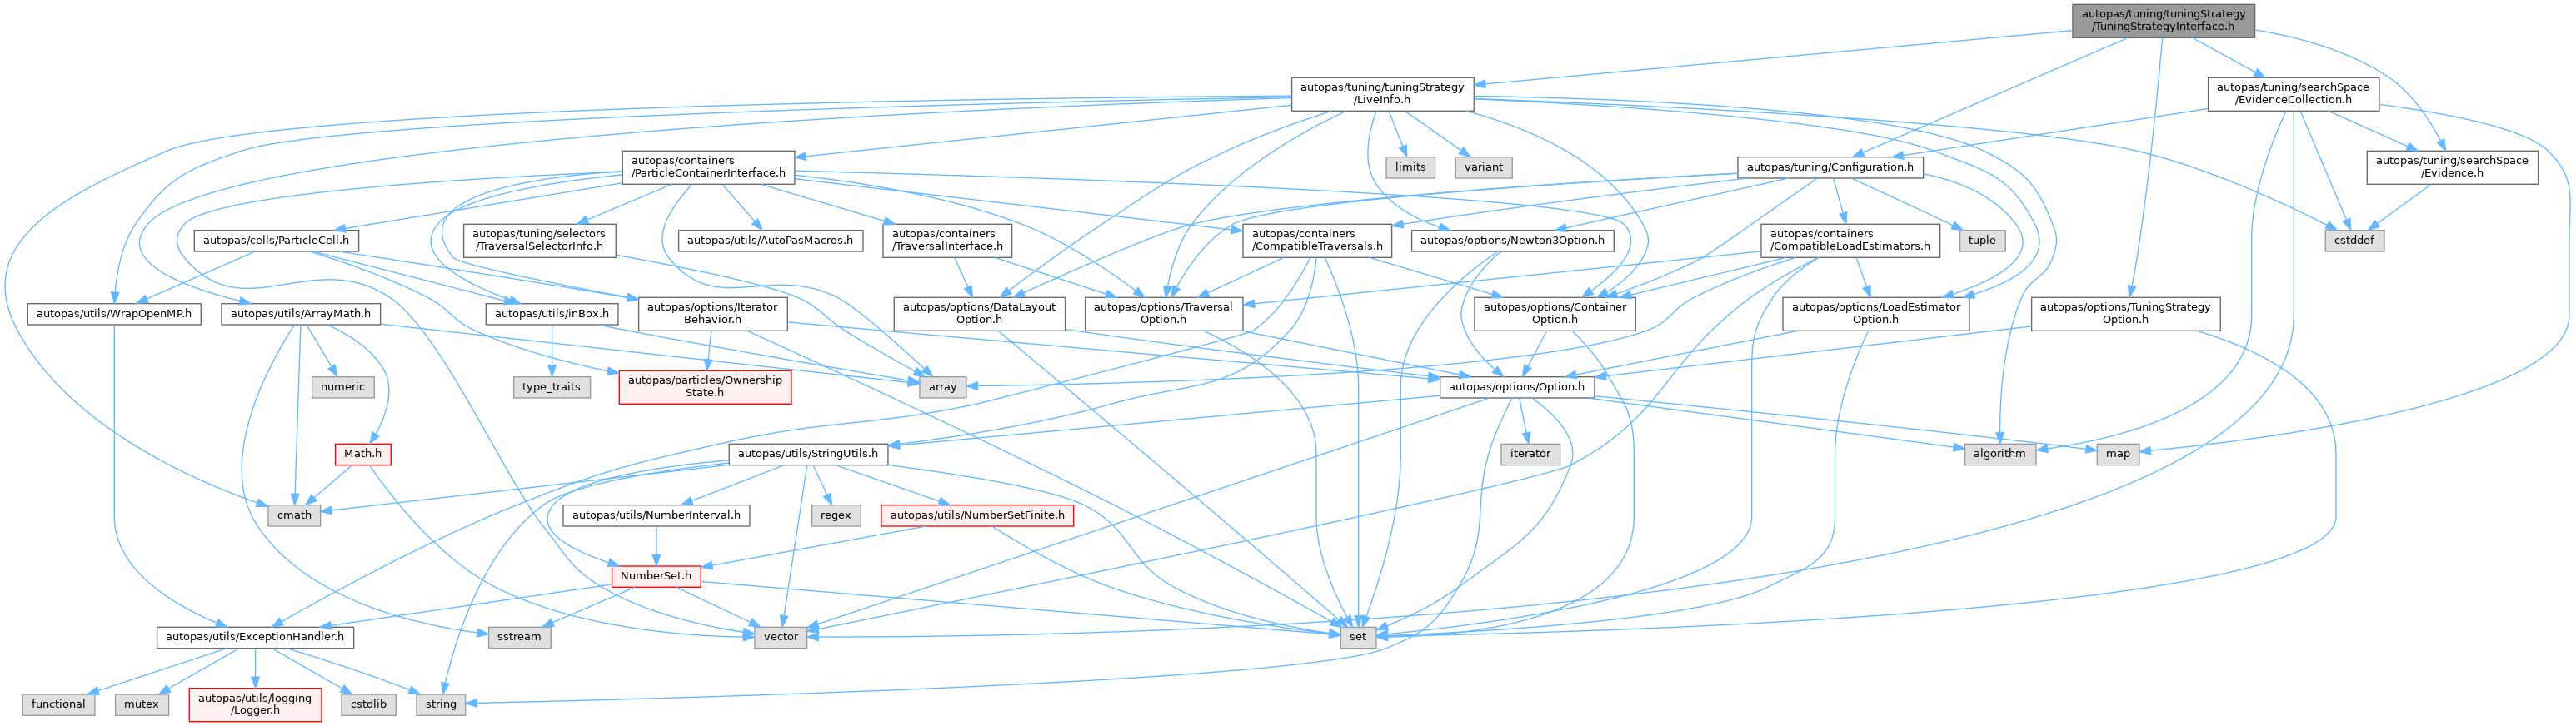 autopas/tuning/tuningStrategy
/TuningStrategyInterface.h
autopas/tuning/tuningStrategy
/LiveInfo.h
autopas/tuning/searchSpace
/EvidenceCollection.h
autopas/containers
/ParticleContainerInterface.h
limits
variant
autopas/tuning/Configuration.h
autopas/tuning/searchSpace
/Evidence.h
autopas/cells/ParticleCell.h
autopas/tuning/selectors
/TraversalSelectorInfo.h
autopas/utils/AutoPasMacros.h
autopas/containers
/TraversalInterface.h
autopas/containers
/CompatibleTraversals.h
autopas/options/Newton3Option.h
autopas/containers
/CompatibleLoadEstimators.h
tuple
cstddef
autopas/utils/WrapOpenMP.h
autopas/utils/ArrayMath.h
autopas/utils/inBox.h
autopas/options/Iterator
Behavior.h
autopas/options/DataLayout
Option.h
autopas/options/Traversal
Option.h
autopas/options/Container
Option.h
autopas/options/LoadEstimator
Option.h
autopas/options/TuningStrategy
Option.h
numeric
type_traits
autopas/particles/Ownership
State.h
array
autopas/options/Option.h
Math.h
autopas/utils/StringUtils.h
iterator
algorithm
map
cmath
autopas/utils/NumberInterval.h
regex
autopas/utils/NumberSetFinite.h
NumberSet.h
autopas/utils/ExceptionHandler.h
sstream
vector
set
functional
mutex
autopas/utils/logging
/Logger.h
cstdlib
string